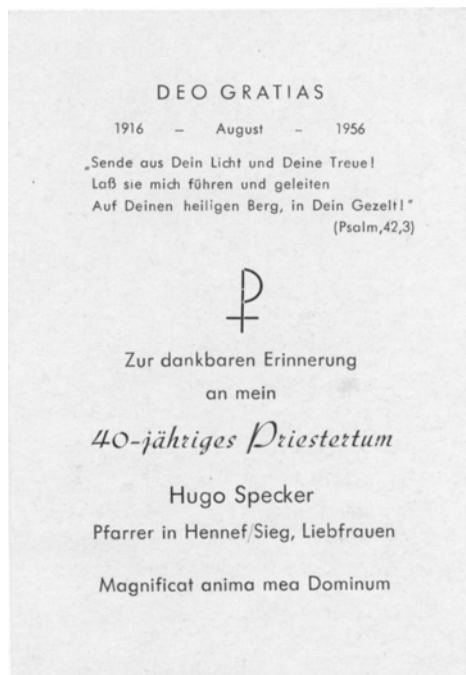 DEO GRATIAS
1916 – August – 1956
„Sende aus Dein Licht und Deine Treue!
Laß sie mich führen und geleiten
Auf Deinen heiligen Berg, in Dein Gezelt!"
(Psalm,42,3)
Zur dankbaren Erinnerung
an mein
40-jähriges Priestertum
Hugo Specker
Pfarrer in Hennef/Sieg, Liebfrauen
Magnificat anima mea Dominum